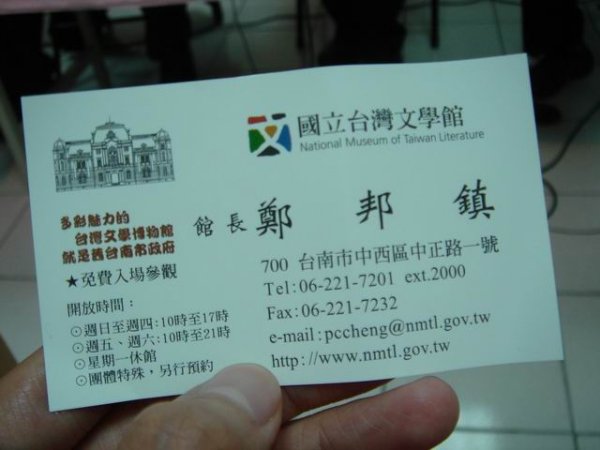 國立台灣文學館
National Museum of Taiwan Literature
多彩魅力的
台灣文學博物館
就是舊台南市政府
★免費入場參觀
開放時間：
⊙週日至週四：10時至17時
⊙週五、週六：10時至21時
⊙星期一休館
⊙團體特殊，另行預約
館長 鄭邦鎮
700 台南市中西區中正路一號
Tel:06-221-7201 ext.2000
Fax:06-221-7232
e-mail:pccheng@nmtl.gov.tw
http://www.nmtl.gov.tw